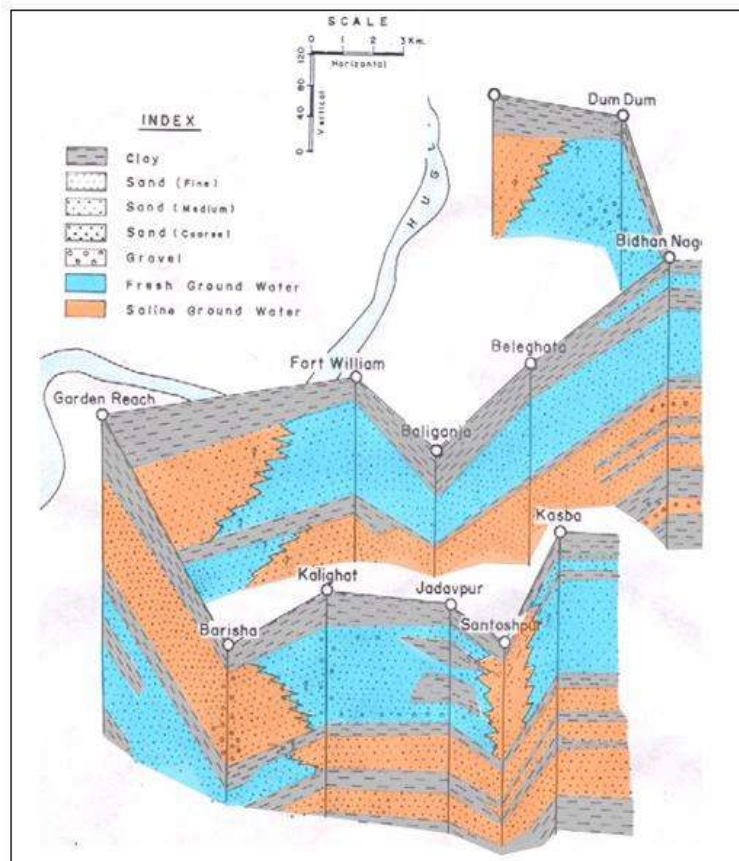 SCALE
0 1 2 3 Km.
Horizontal
120
80
40
0
Vertical
INDEX
Clay
Sand (Fine)
Sand (Medium)
Sand (Coarse)
Gravel
Fresh Ground Water
Saline Ground Water
HUGLI
Dum Dum
Bidhan Nag
Beleghata
Fort William
Garden Reach
Baliganja
Kasba
Kalighat
Jadavpur
Santoshpur
Barisha